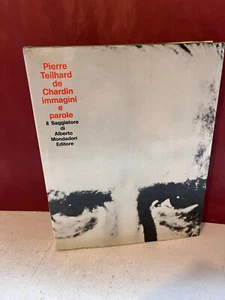 Pierre
Teilhard
de
Chardin
immagini
e
parole
il Saggiatore
di
Alberto
Mondadori
Editore